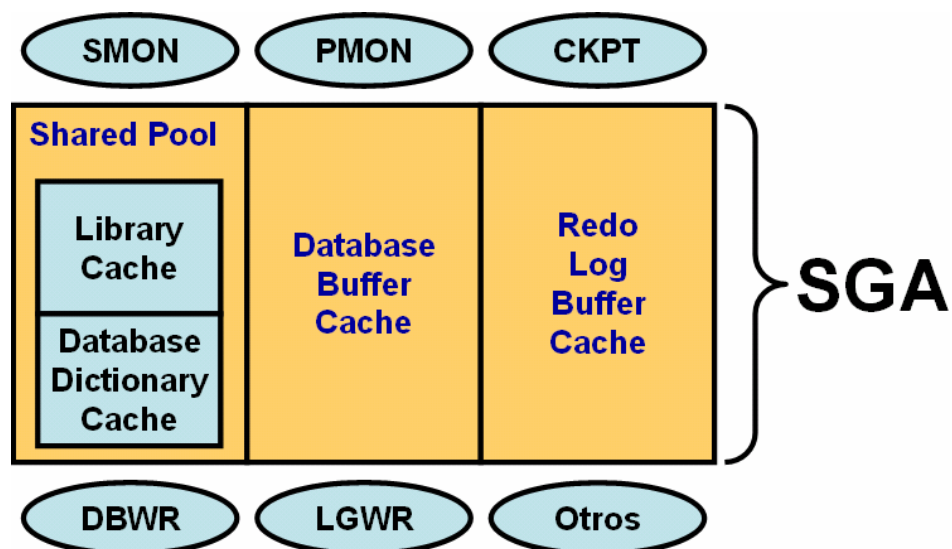 SMON
PMON
CKPT
Shared Pool
Library
Cache
Database
Dictionary
Cache
Database
Buffer
Cache
Redo
Log
Buffer
Cache
SGA
DBWR
LGWR
Otros